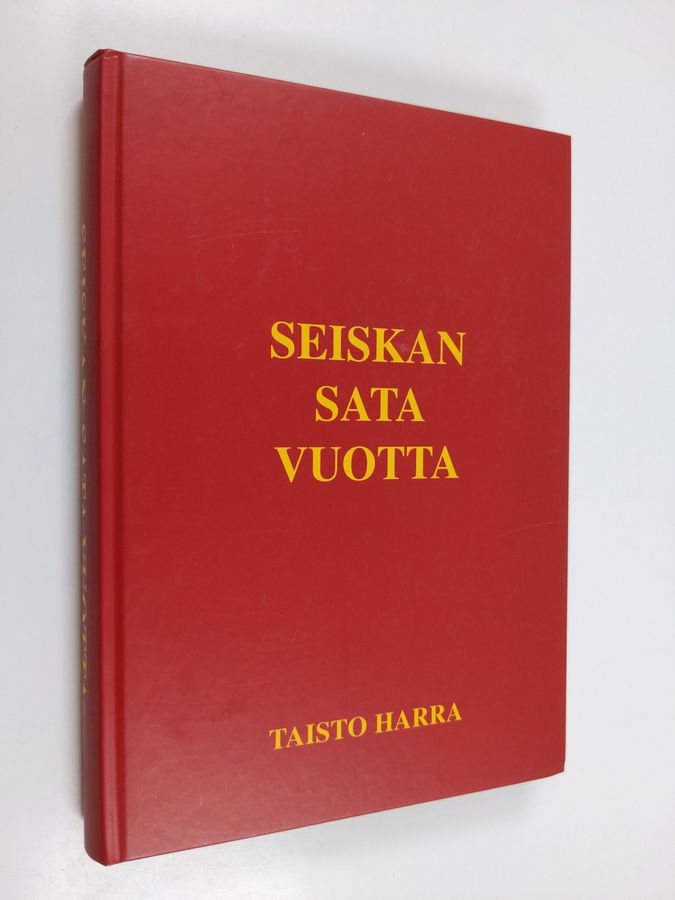 SEISKAN
SATA
VUOTTA
TAISTO HARRA
SEISKAN SATA VUOTTA